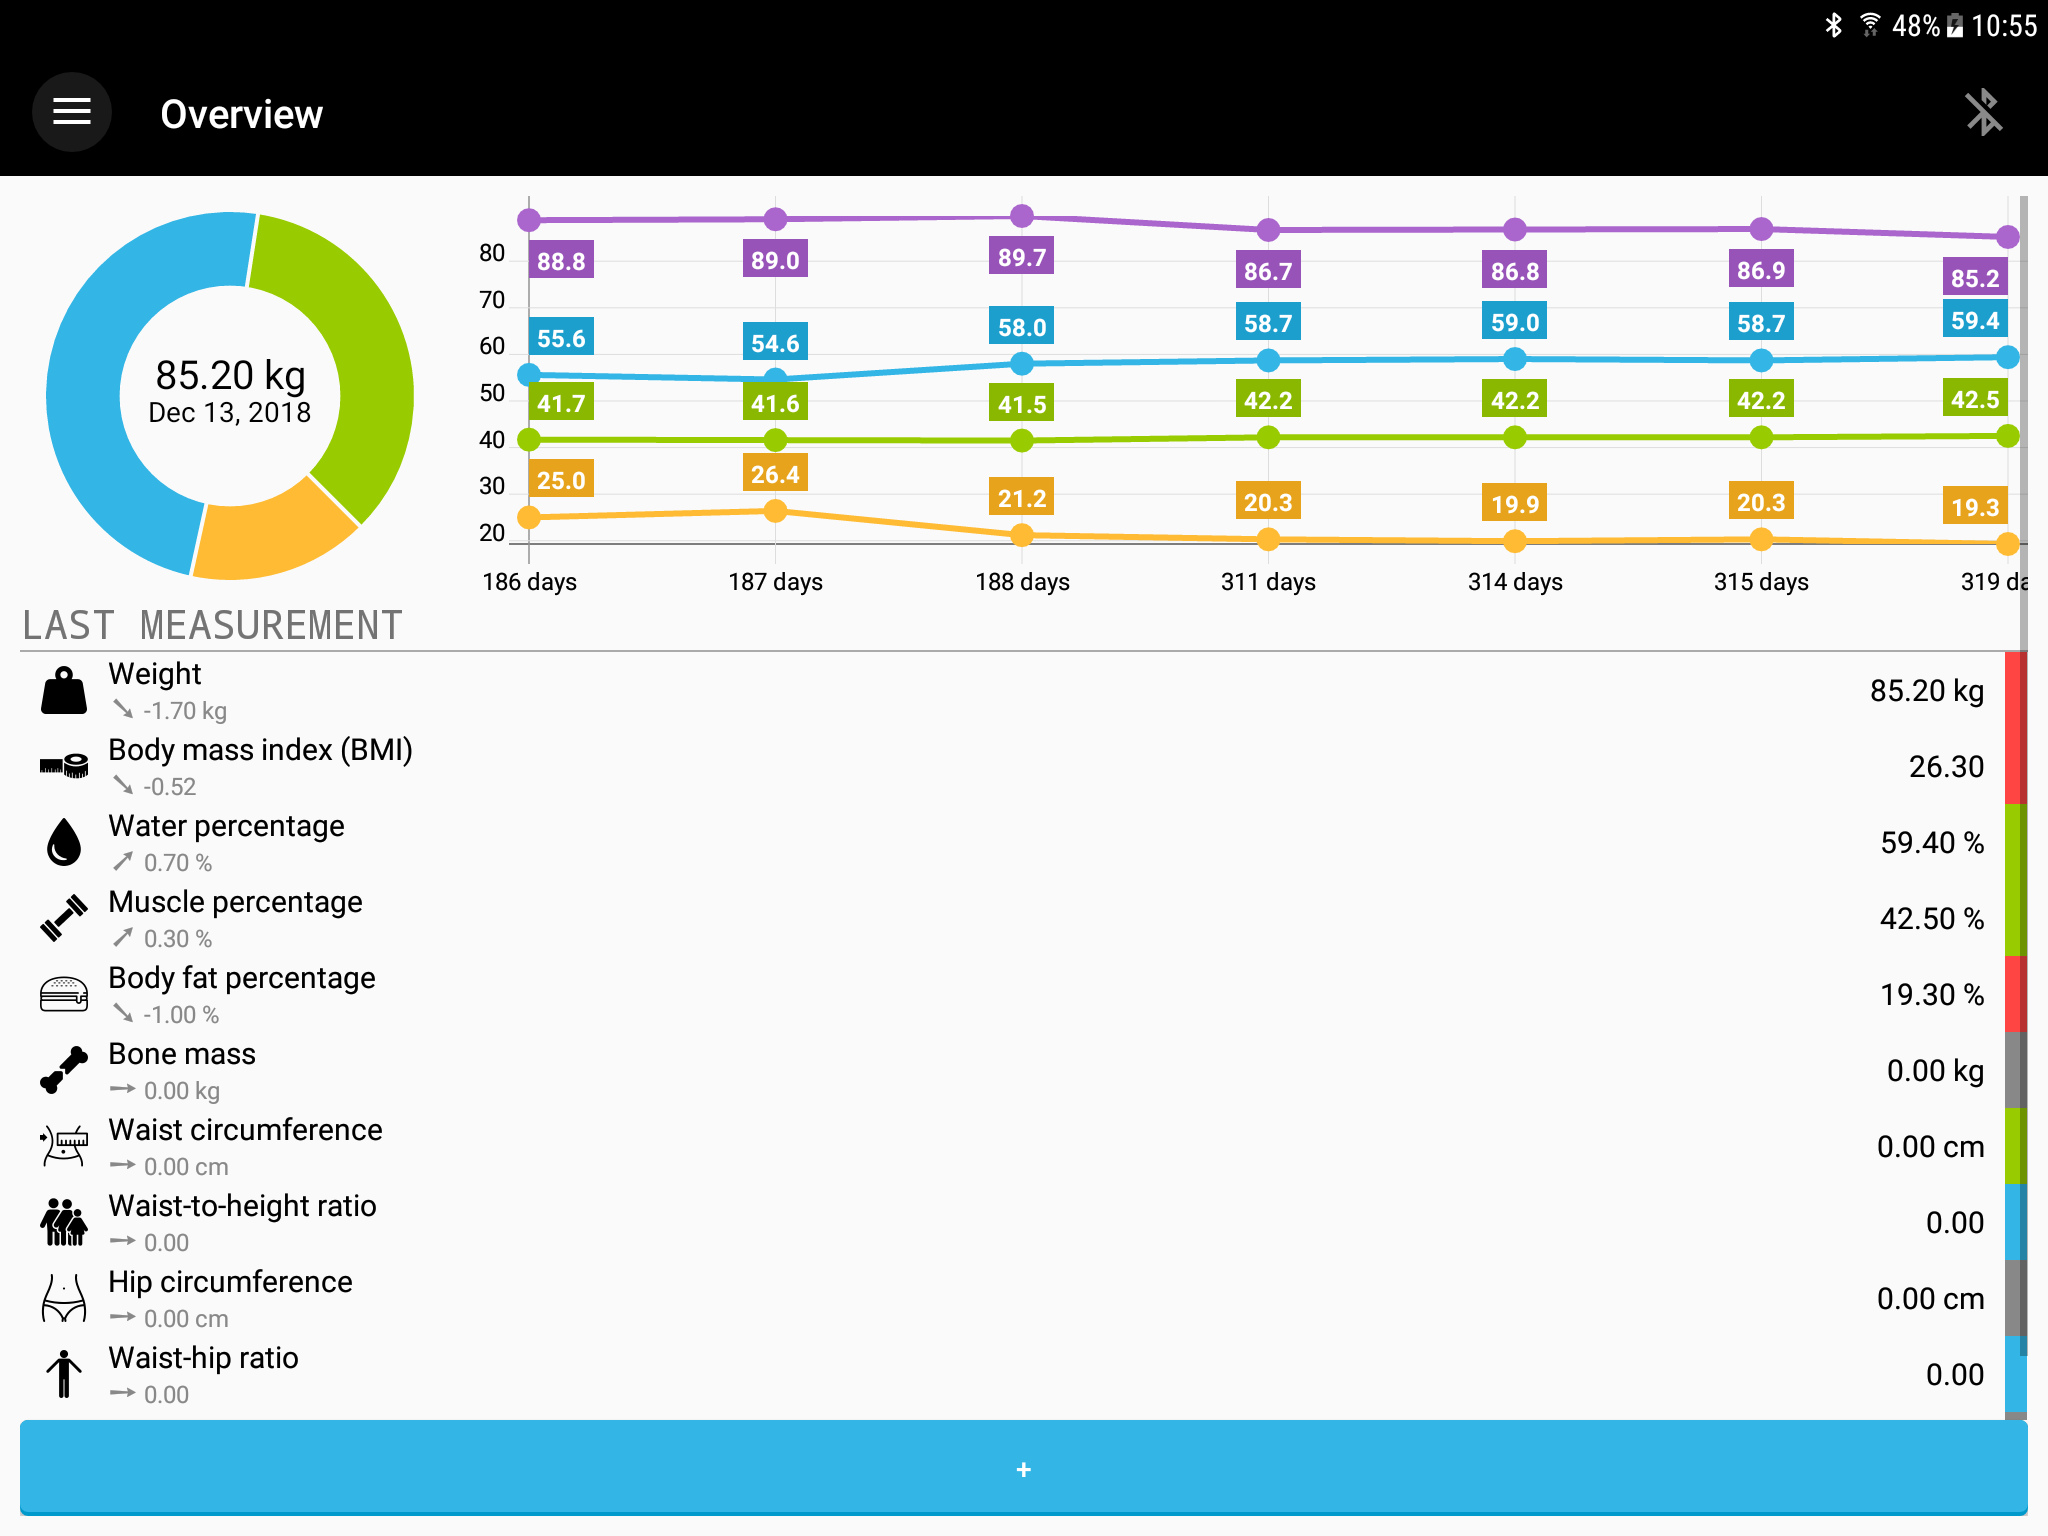 48% 10:55
Overview
85.20 kg
Dec 13, 2018
80
70
60
50
40
30
20
88.8 89.0 89.7 86.7 86.8 86.9 85.2
55.6 54.6 58.0 58.7 59.0 58.7 59.4
41.7 41.6 41.5 42.2 42.2 42.2 42.5
25.0 26.4 21.2 20.3 19.9 20.3 19.3
186 days 187 days 188 days 311 days 314 days 315 days 319 da
LAST MEASUREMENT
Weight
-1.70 kg
85.20 kg
Body mass index (BMI)
-0.52
26.30
Water percentage
0.70 %
59.40 %
Muscle percentage
0.30 %
42.50 %
Body fat percentage
-1.00 %
19.30 %
Bone mass
0.00 kg
0.00 kg
Waist circumference
0.00 cm
0.00 cm
Waist-to-height ratio
0.00
0.00
Hip circumference
0.00 cm
0.00 cm
Waist-hip ratio
0.00
0.00
+